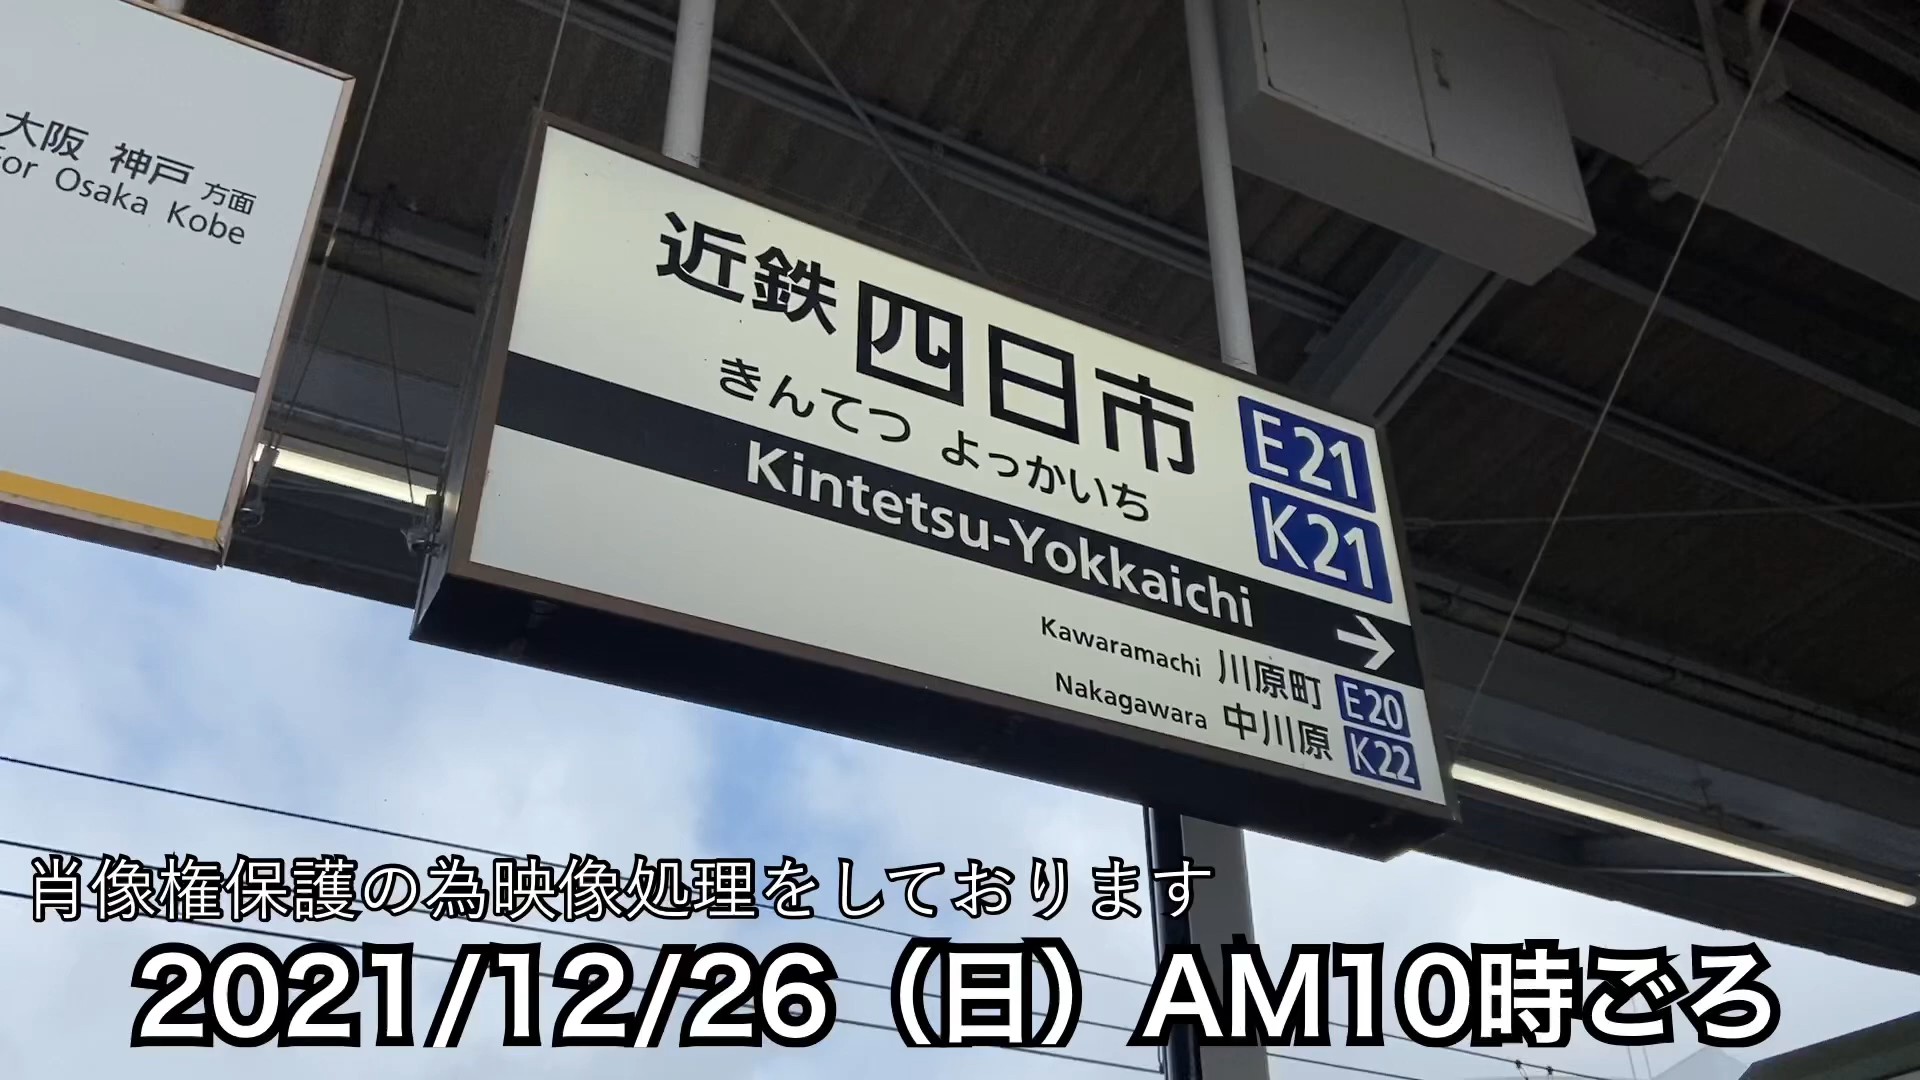 大阪 神戸 方面
for Osaka Kobe
近鉄四日市
きんてつ よっかいち
E21
K21
Kintetsu-Yokkaichi →
Kawaramachi 川原町 E20
Nakagawara 中川原 K22
肖像権保護の為映像処理をしております
2021/12/26（日）AM10時ごろ